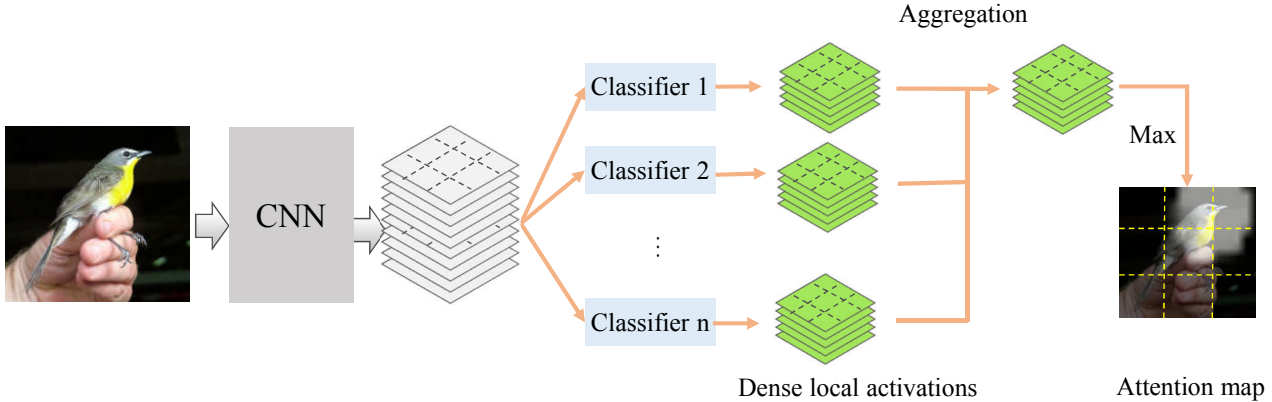 Aggregation
CNN
Classifier 1
Classifier 2
⋮
Classifier n
Max
Dense local activations
Attention map